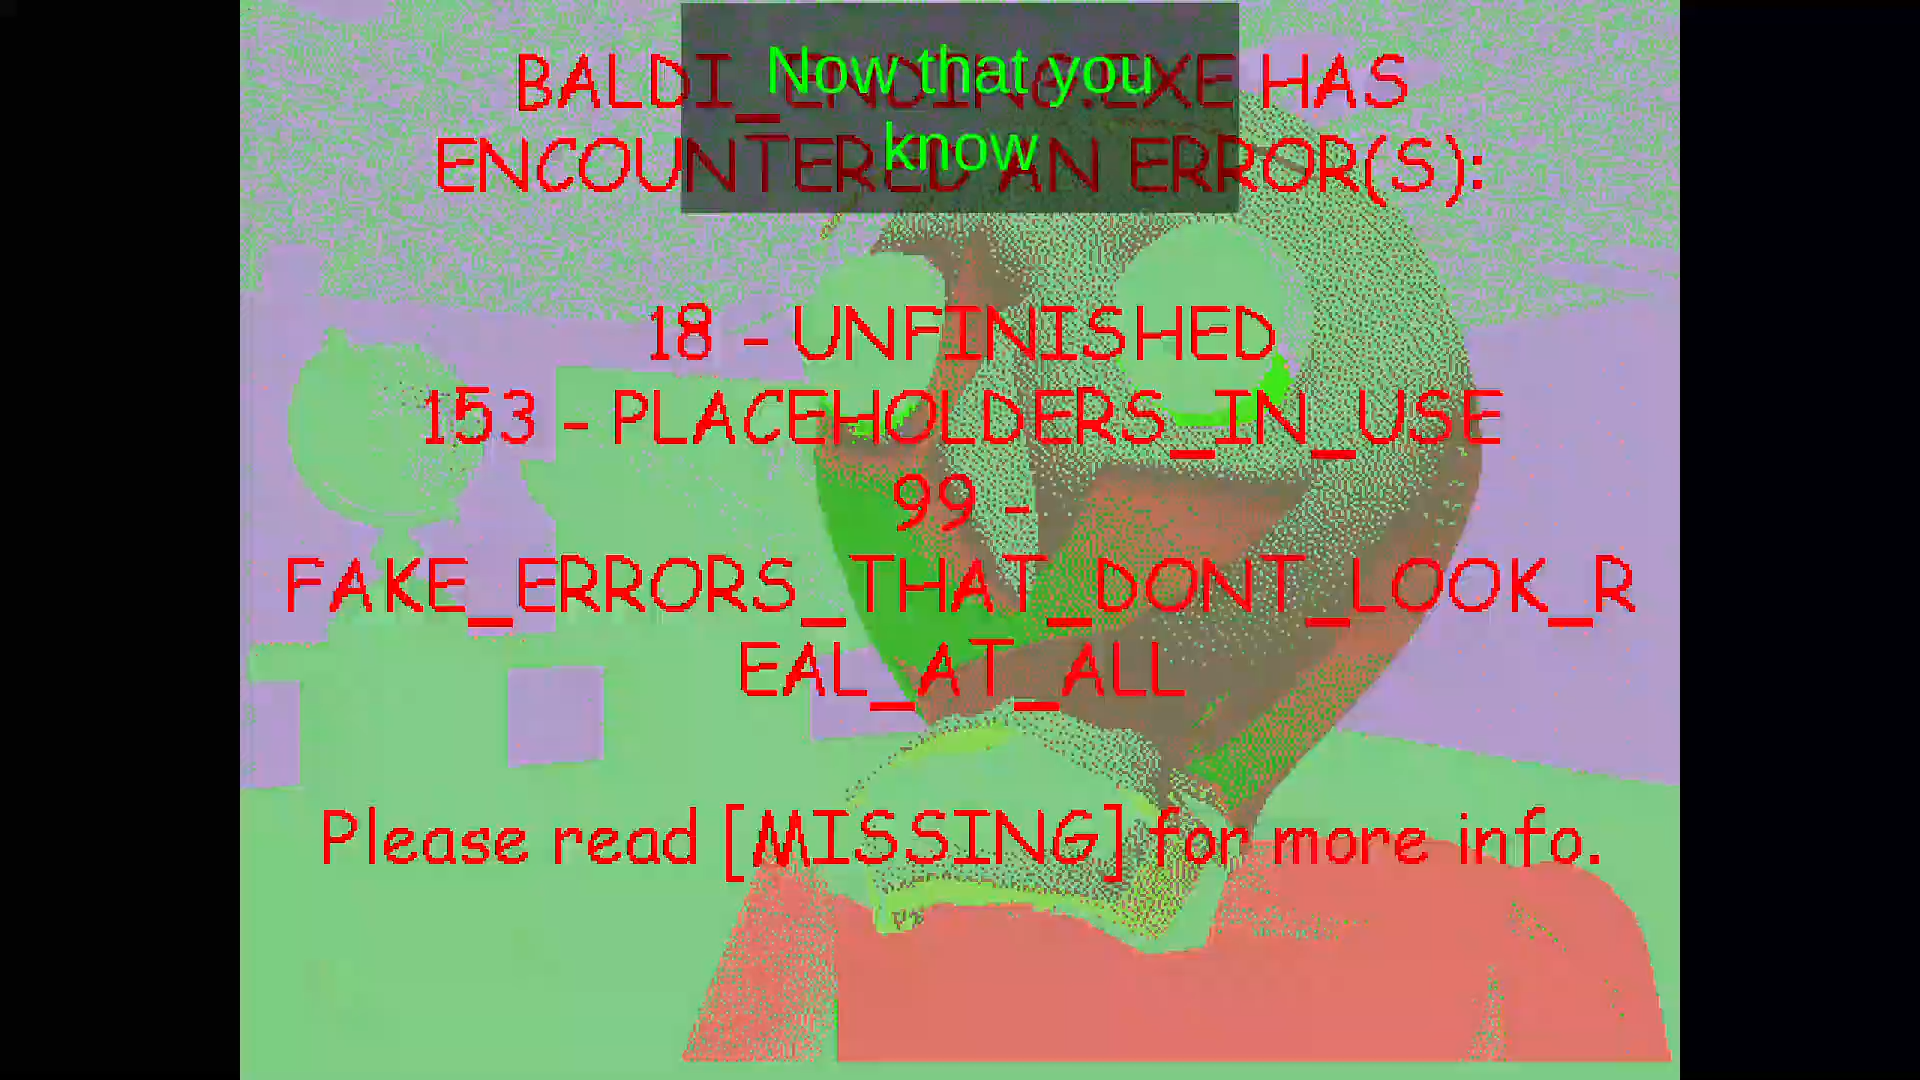 Now that you
know
BALDI_ENDING.EXE HAS
ENCOUNTERED AN ERROR(S):
18 - UNFINISHED
153 - PLACEHOLDERS_IN_USE
99 -
FAKE_ERRORS_THAT_DONT_LOOK_R
EAL_AT_ALL
Please read [MISSING] for more info.